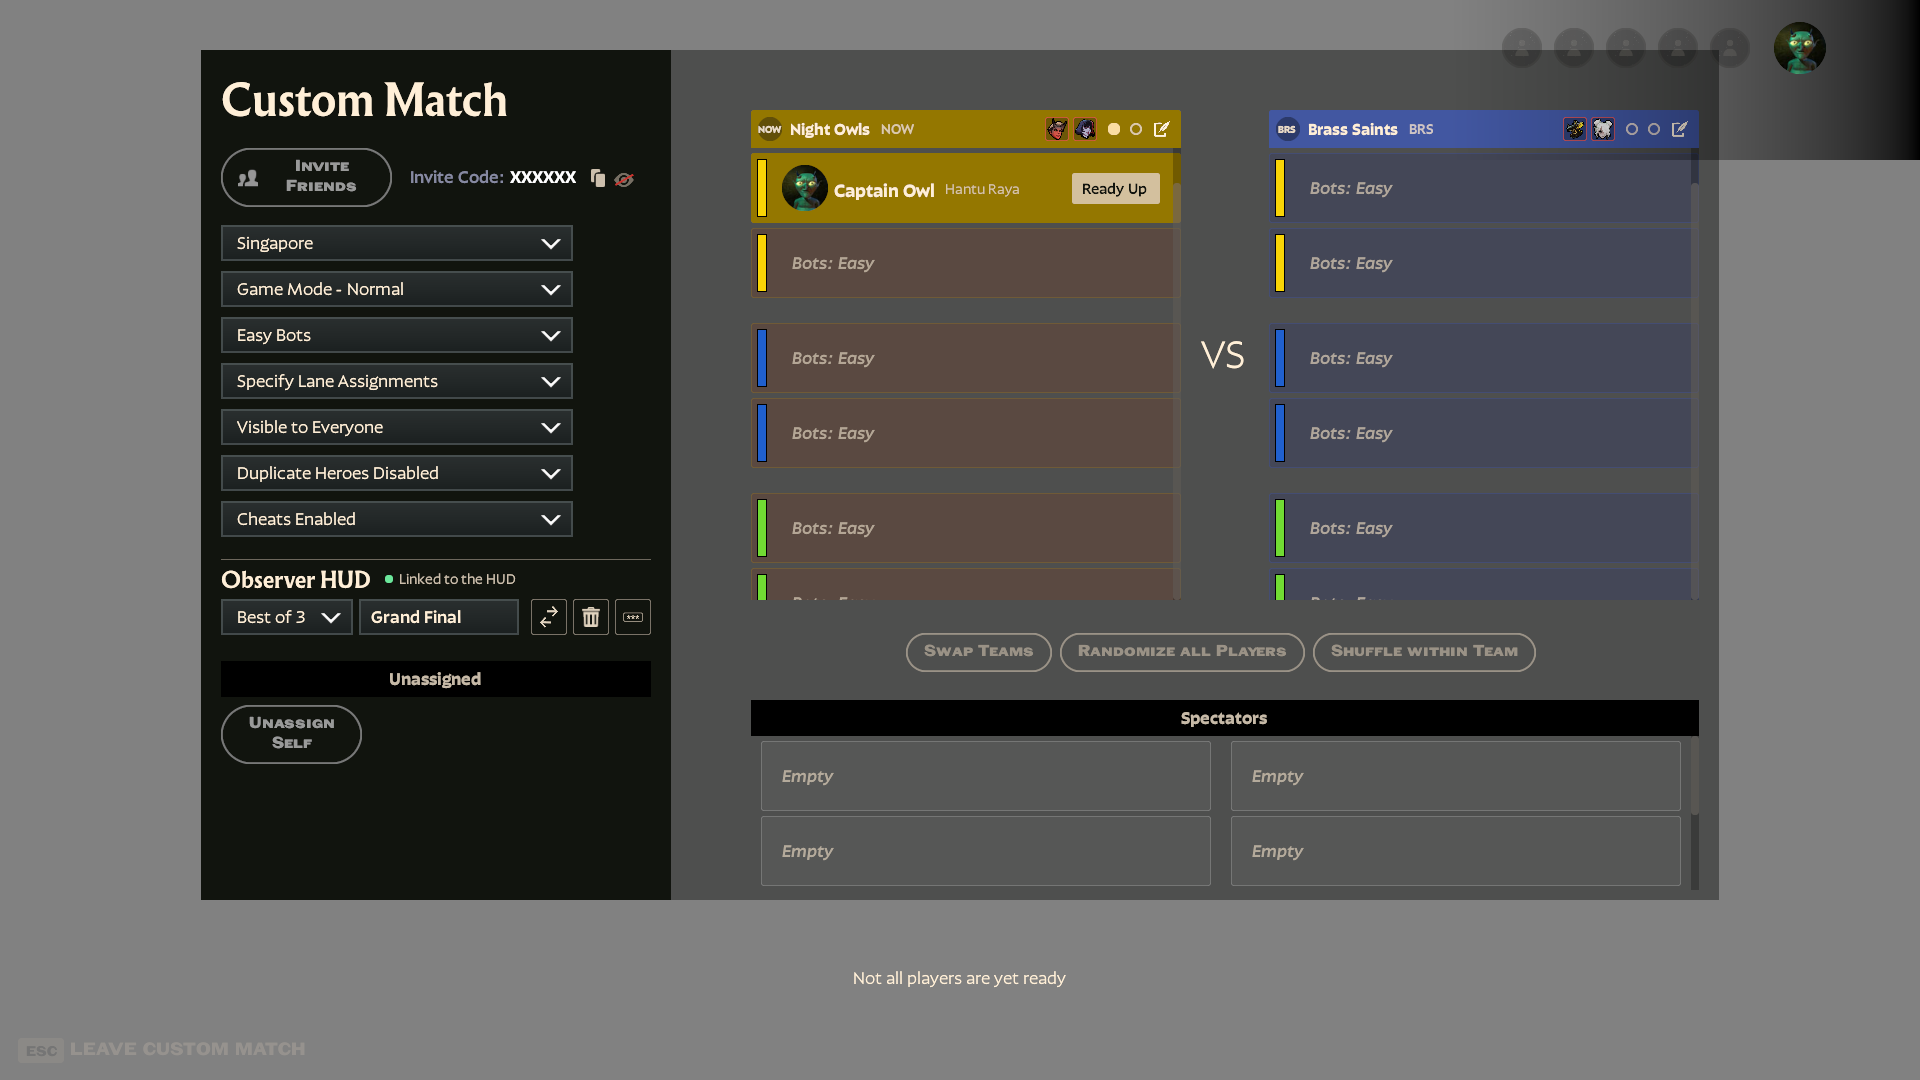 Custom Match
Invite Friends
Invite Code: XXXXXX
Singapore
Game Mode - Normal
Easy Bots
Specify Lane Assignments
Visible to Everyone
Duplicate Heroes Disabled
Cheats Enabled
Observer HUD
Linked to the HUD
Best of 3
Grand Final
***
Unassigned
Unassign Self
NOW Night Owls NOW
Captain Owl Hantu Raya Ready Up
Bots: Easy
Bots: Easy
Bots: Easy
Bots: Easy
VS
BRS Brass Saints BRS
Bots: Easy
Bots: Easy
Bots: Easy
Bots: Easy
Bots: Easy
Swap Teams
Randomize all Players
Shuffle within Team
Spectators
Empty
Empty
Empty
Empty
Not all players are yet ready
ESC LEAVE CUSTOM MATCH